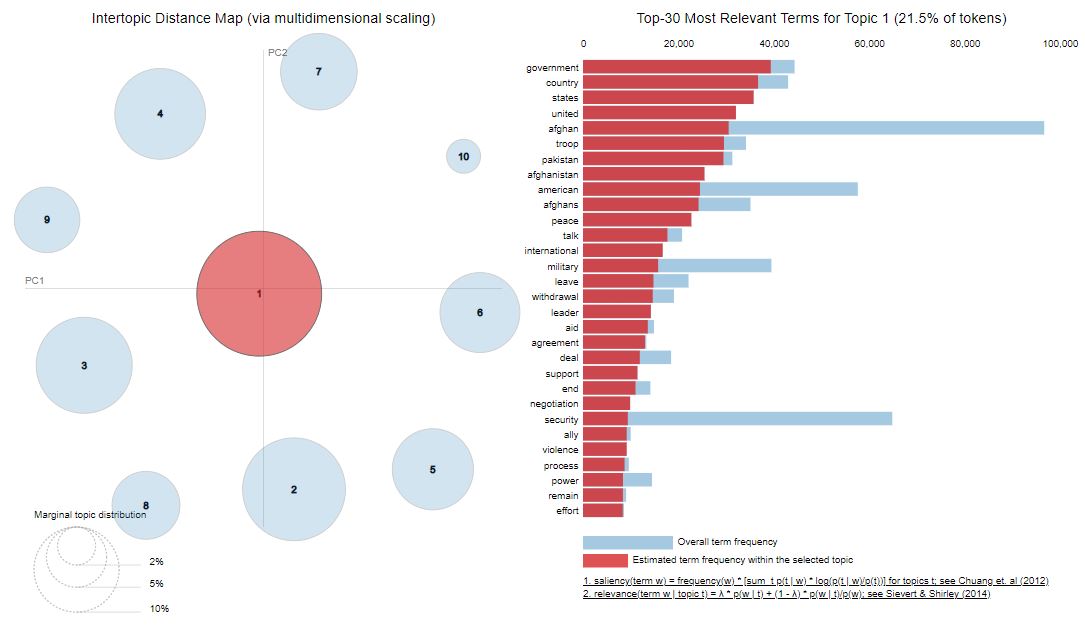 Intertopic Distance Map (via multidimensional scaling)
PC2
7
4
10
9
PC1
1
6
3
5
2
8
Marginal topic distribution
2%
5%
10%
Top-30 Most Relevant Terms for Topic 1 (21.5% of tokens)
0 20,000 40,000 60,000 80,000 100,000
government
country
states
united
afghan
troop
pakistan
afghanistan
american
afghans
peace
talk
international
military
leave
withdrawal
leader
aid
agreement
deal
support
end
negotiation
security
ally
violence
process
power
remain
effort
Overall term frequency
Estimated term frequency within the selected topic
1. saliency(term w) = frequency(w) * [sum_t p(t | w) * log(p(t | w)/p(t))] for topics t; see Chuang et. al (2012)
2. relevance(term w | topic t) = λ * p(w | t) + (1 - λ) * p(w | t)/p(w); see Sievert & Shirley (2014)